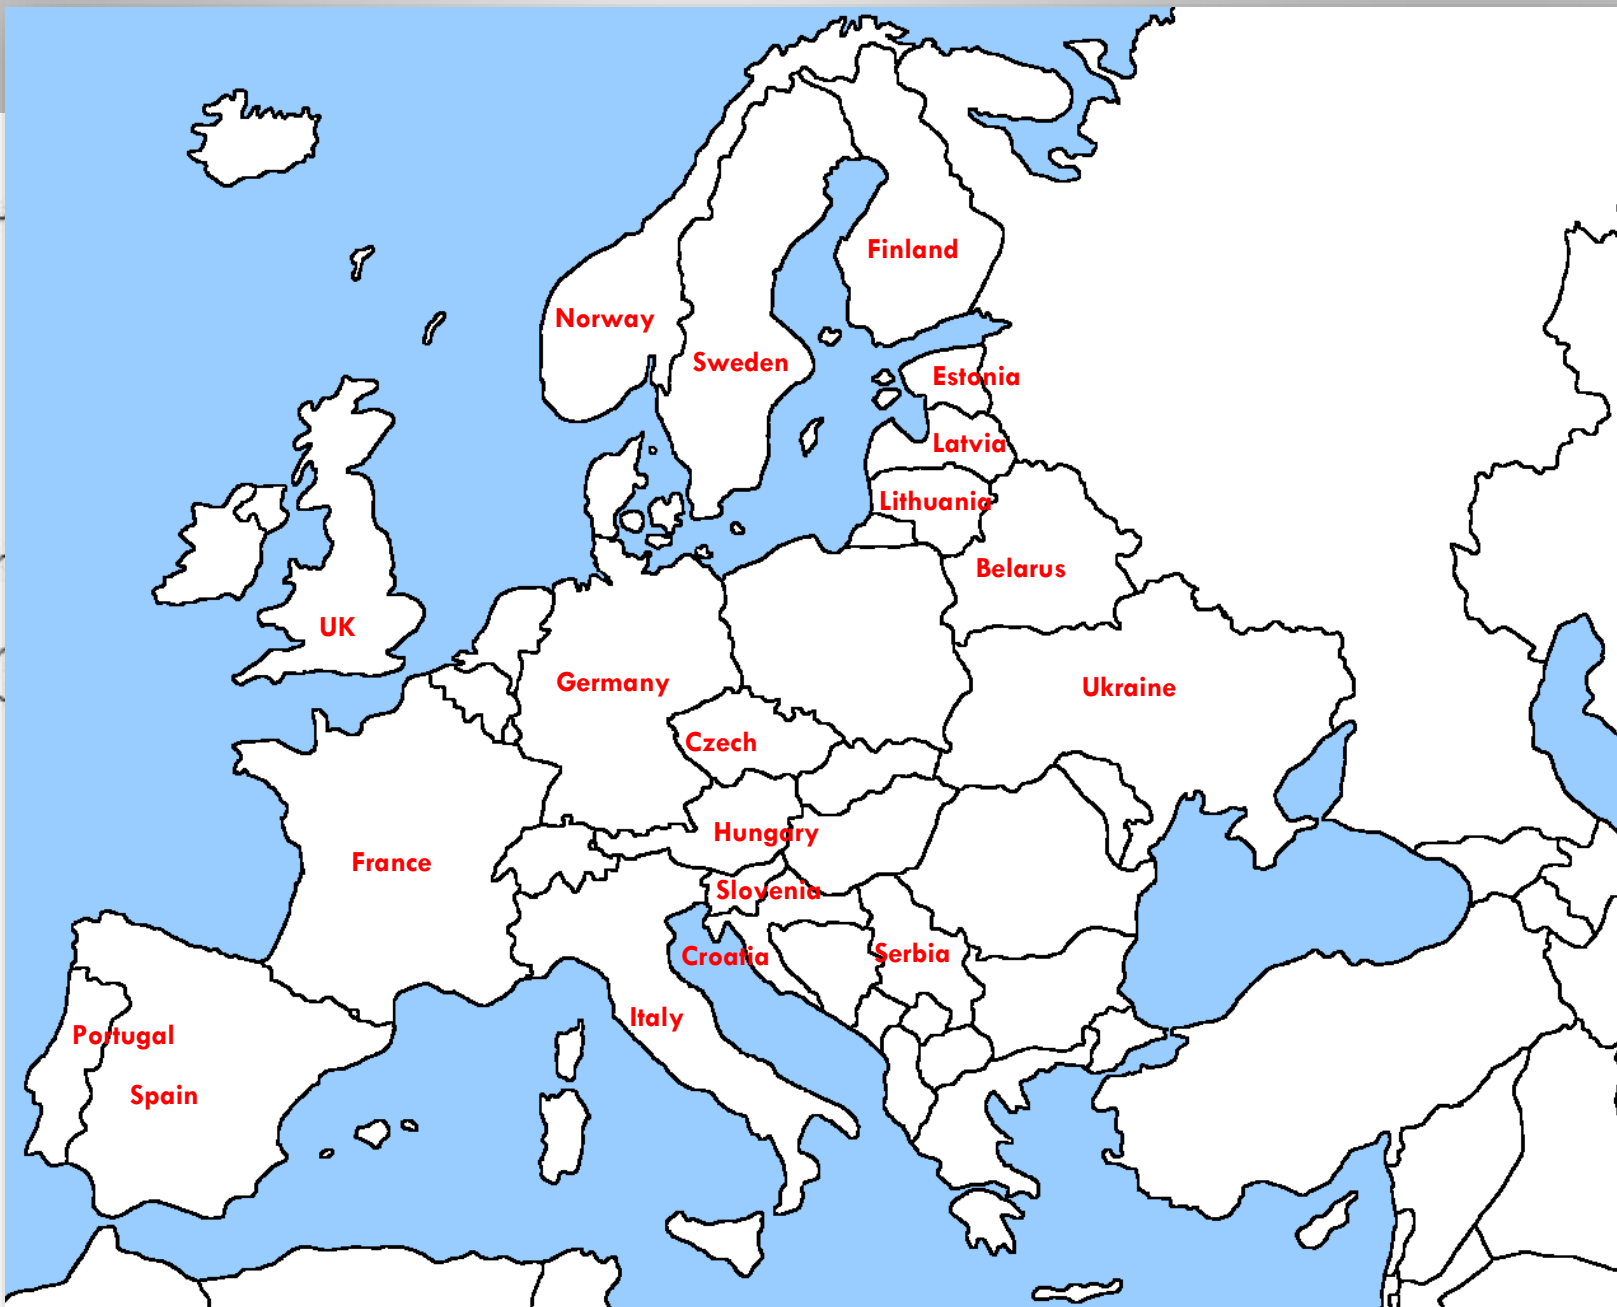 Finland
Norway
Sweden
Estonia
Latvia
Lithuania
Belarus
UK
Germany
Ukraine
Czech
Hungary
France
Slovenia
Serbia
Croatia
Italy
Portugal
Spain